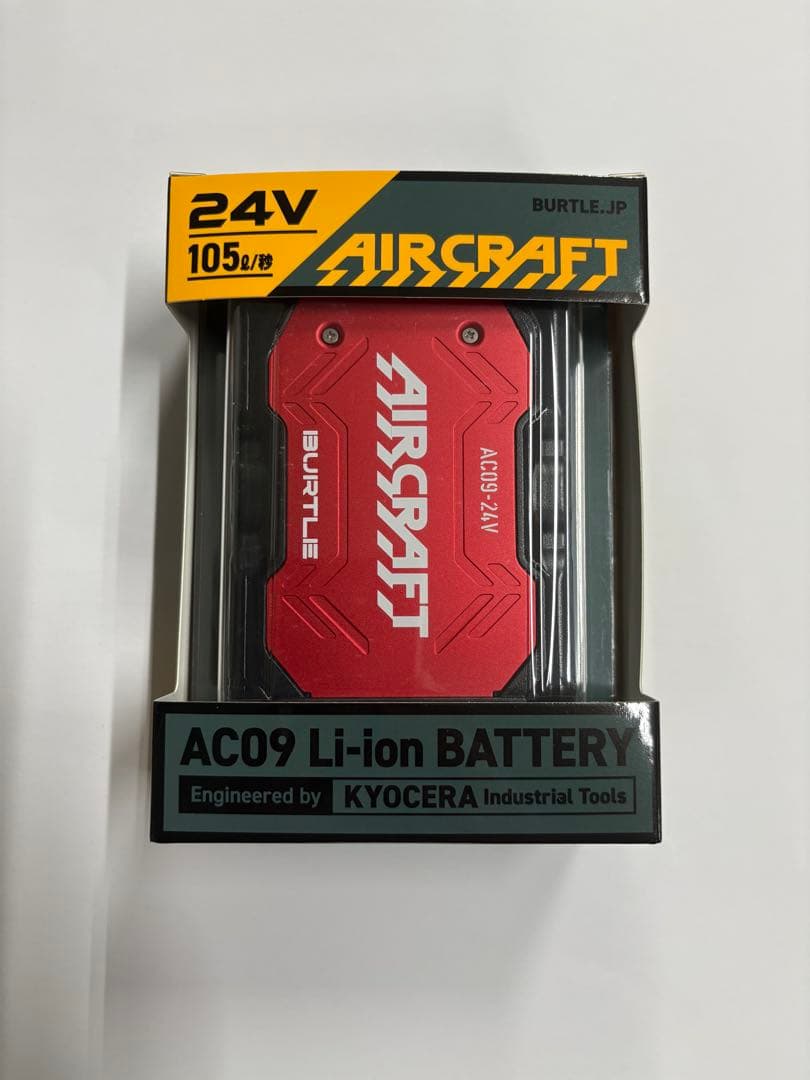 24V
105ℓ/秒
BURTLE.JP
AIRCRAFT
AIRCRAFT
BURTLE
AC09-24V
AC09 Li-ion BATTERY
Engineered by KYOCERA Industrial Tools